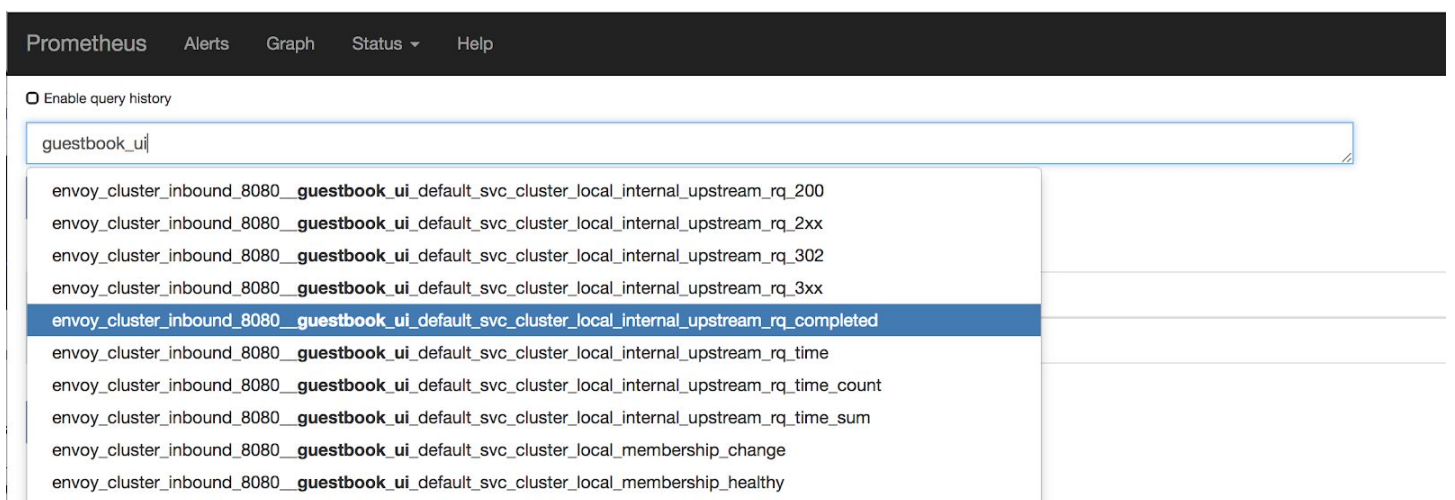 Prometheus Alerts Graph Status Help
Enable query history
guestbook_ui
envoy_cluster_inbound_8080__guestbook_ui_default_svc_cluster_local_internal_upstream_rq_200
envoy_cluster_inbound_8080__guestbook_ui_default_svc_cluster_local_internal_upstream_rq_2xx
envoy_cluster_inbound_8080__guestbook_ui_default_svc_cluster_local_internal_upstream_rq_302
envoy_cluster_inbound_8080__guestbook_ui_default_svc_cluster_local_internal_upstream_rq_3xx
envoy_cluster_inbound_8080__guestbook_ui_default_svc_cluster_local_internal_upstream_rq_completed
envoy_cluster_inbound_8080__guestbook_ui_default_svc_cluster_local_internal_upstream_rq_time
envoy_cluster_inbound_8080__guestbook_ui_default_svc_cluster_local_internal_upstream_rq_time_count
envoy_cluster_inbound_8080__guestbook_ui_default_svc_cluster_local_internal_upstream_rq_time_sum
envoy_cluster_inbound_8080__guestbook_ui_default_svc_cluster_local_membership_change
envoy_cluster_inbound_8080__guestbook_ui_default_svc_cluster_local_membership_healthy